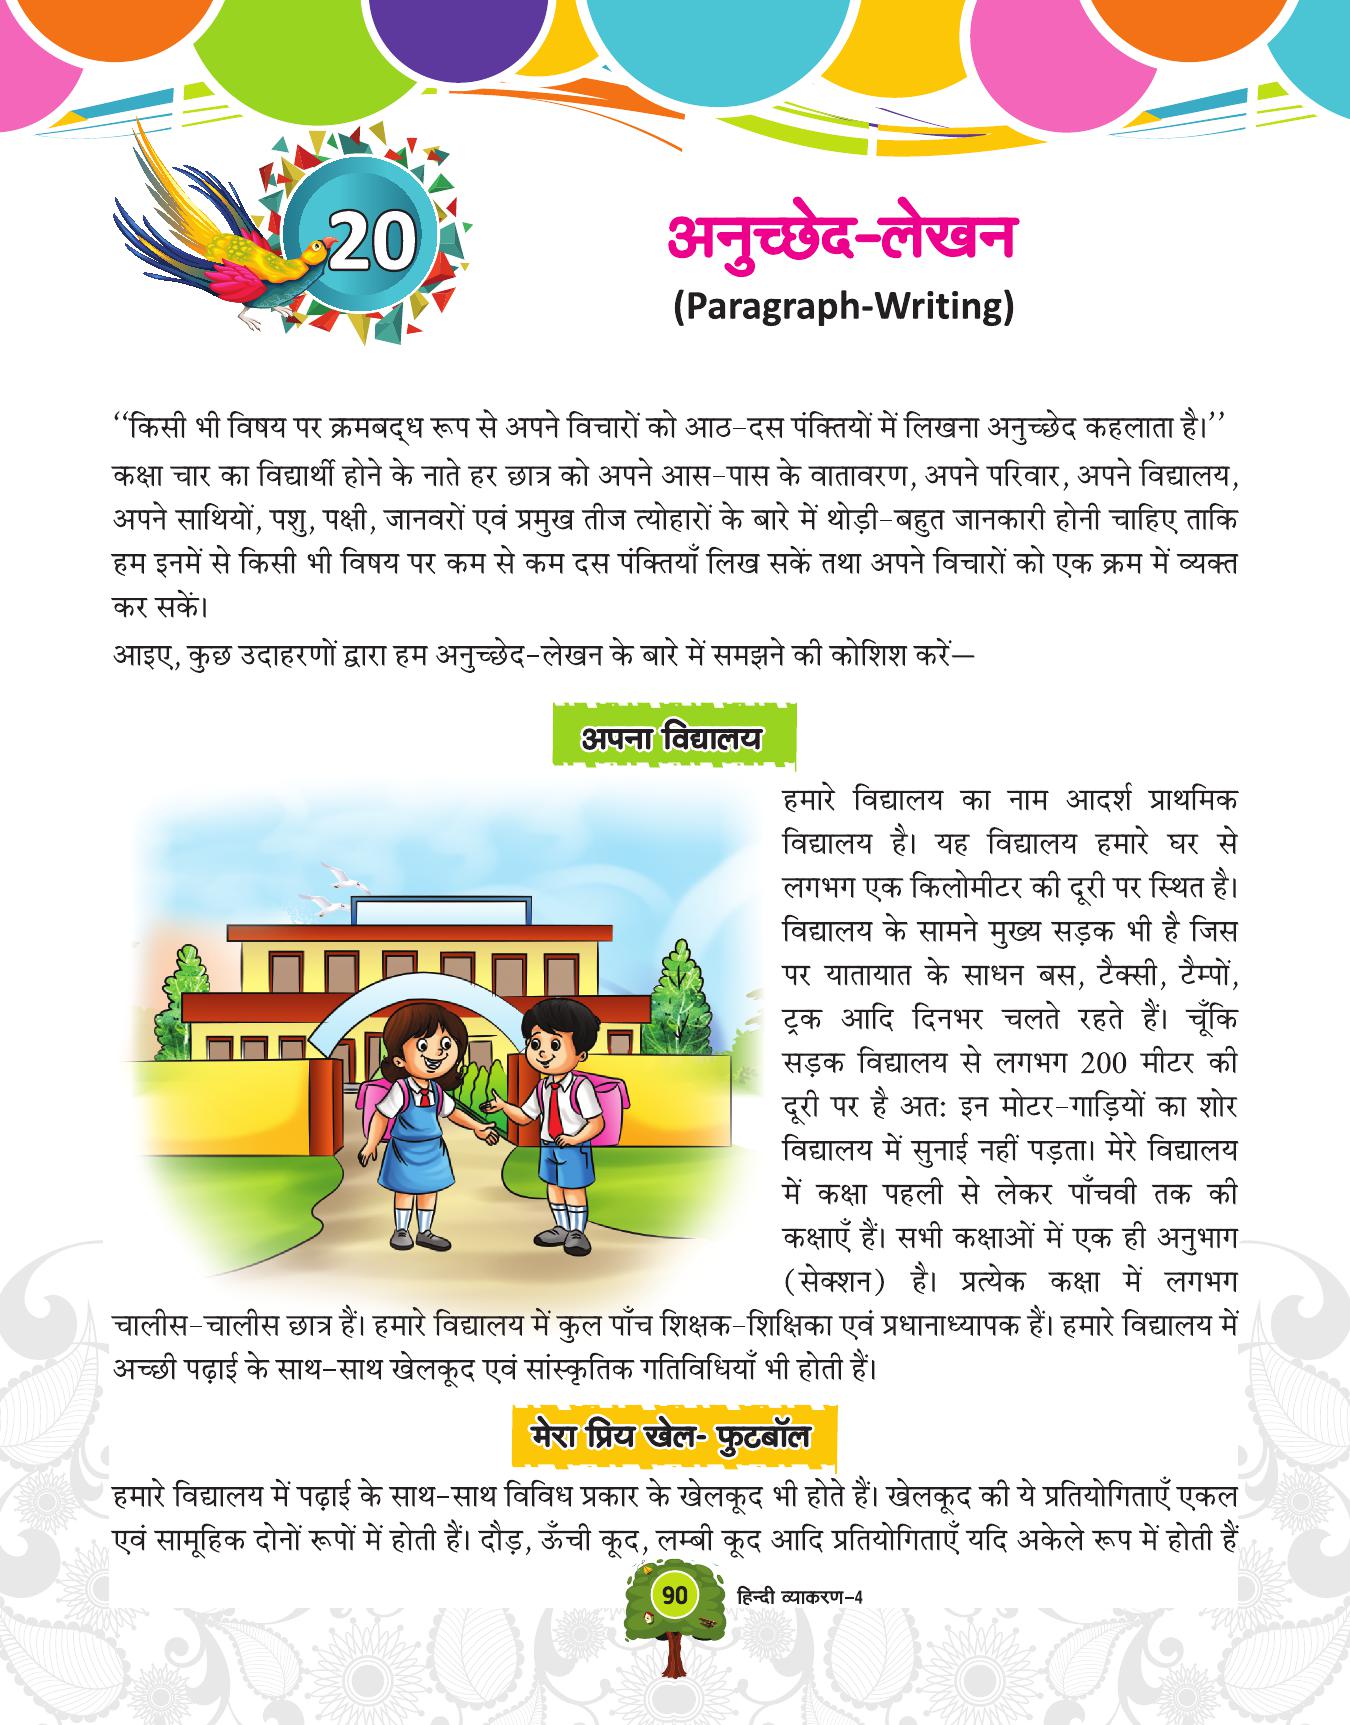 20
अनुच्छेद-लेखन
(Paragraph-Writing)
‘‘किसी भी विषय पर क्रमबद्ध रूप से अपने विचारों को आठ-दस पंक्तियों में लिखना अनुच्छेद कहलाता है।’’
कक्षा चार का विद्यार्थी होने के नाते हर छात्र को अपने आस-पास के वातावरण, अपने परिवार, अपने विद्यालय,
अपने साथियों, पशु, पक्षी, जानवरों एवं प्रमुख तीज त्योहारों के बारे में थोड़ी-बहुत जानकारी होनी चाहिए ताकि
हम इनमें से किसी भी विषय पर कम से कम दस पंक्तियाँ लिख सकें तथा अपने विचारों को एक क्रम में व्यक्त
कर सकें।
आइए, कुछ उदाहरणों द्वारा हम अनुच्छेद-लेखन के बारे में समझने की कोशिश करें—
अपना विद्यालय
हमारे विद्यालय का नाम आदर्श प्राथमिक
विद्यालय है। यह विद्यालय हमारे घर से
लगभग एक किलोमीटर की दूरी पर स्थित है।
विद्यालय के सामने मुख्य सड़क भी है जिस
पर यातायात के साधन बस, टैक्सी, टैम्पों,
ट्रक आदि दिनभर चलते रहते हैं। चूँकि
सड़क विद्यालय से लगभग 200 मीटर की
दूरी पर है अत: इन मोटर-गाड़ियों का शोर
विद्यालय में सुनाई नहीं पड़ता। मेरे विद्यालय
में कक्षा पहली से लेकर पाँचवी तक की
कक्षाएँ हैं। सभी कक्षाओं में एक ही अनुभाग
(सेक्शन) है। प्रत्येक कक्षा में लगभग
चालीस-चालीस छात्र हैं। हमारे विद्यालय में कुल पाँच शिक्षक-शिक्षिका एवं प्रधानाध्यापक हैं। हमारे विद्यालय में
अच्छी पढ़ाई के साथ-साथ खेलकूद एवं सांस्कृतिक गतिविधियाँ भी होती हैं।
मेरा प्रिय खेल- फुटबॉल
हमारे विद्यालय में पढ़ाई के साथ-साथ विविध प्रकार के खेलकूद भी होते हैं। खेलकूद की ये प्रतियोगिताएँ एकल
एवं सामूहिक दोनों रूपों में होती हैं। दौड़, ऊँची कूद, लम्बी कूद आदि प्रतियोगिताएँ यदि अकेले रूप में होती हैं
90
हिन्दी व्याकरण-4